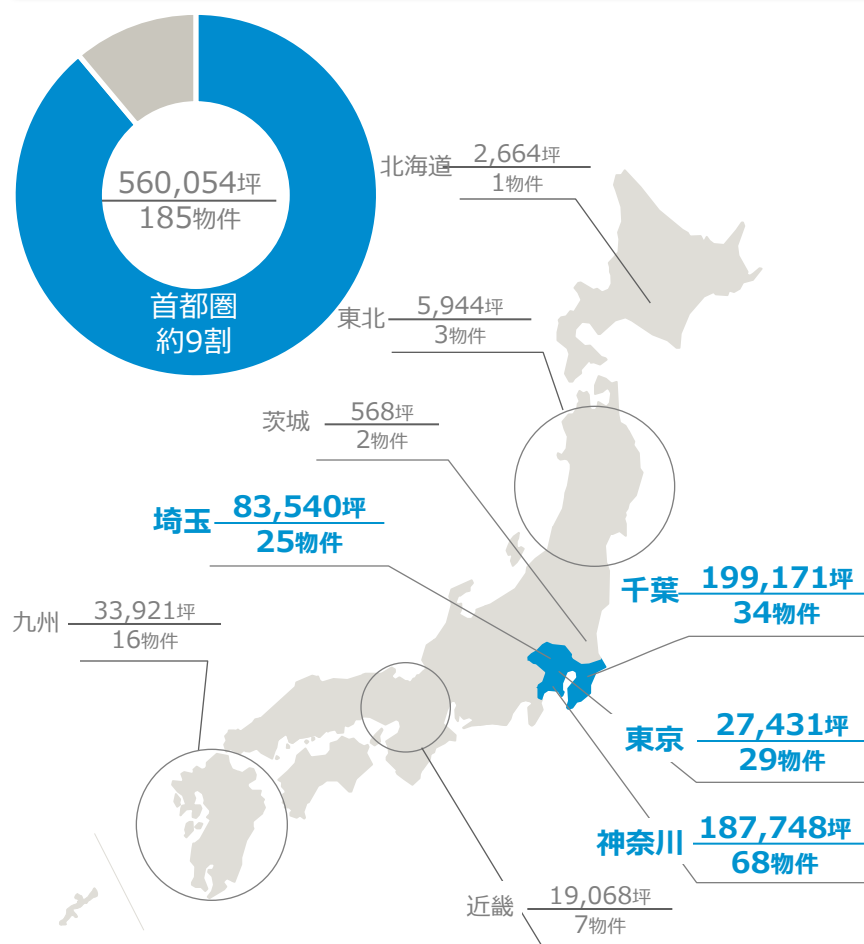 560,054坪
185物件
首都圏
約9割
北海道
2,664坪
1物件
東北
5,944坪
3物件
茨城
568坪
2物件
埼玉
83,540坪
25物件
千葉
199,171坪
34物件
九州
33,921坪
16物件
東京
27,431坪
29物件
神奈川
187,748坪
68物件
近畿
19,068坪
7物件